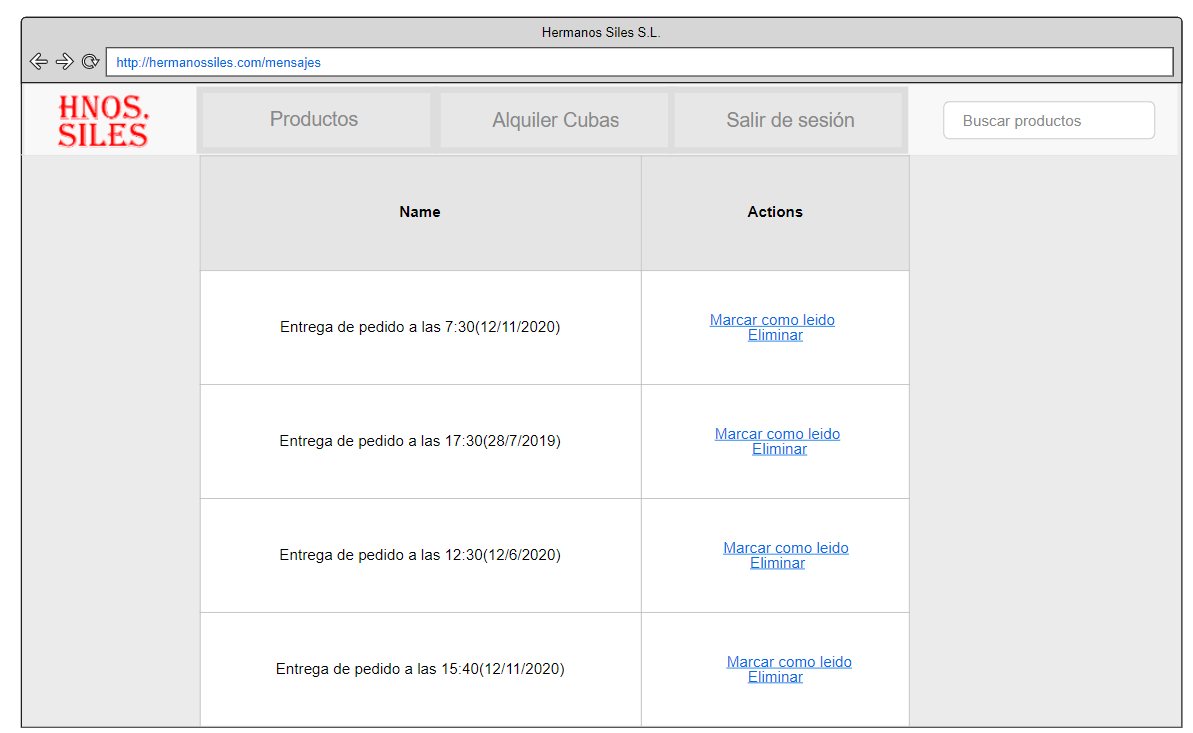 Hermanos Siles S.L.
http://hermanossiles.com/mensajes
HNOS.
SILES
Productos
Alquiler Cubas
Salir de sesión
Buscar productos
Name
Actions
Entrega de pedido a las 7:30(12/11/2020)
Marcar como leido
Eliminar
Entrega de pedido a las 17:30(28/7/2019)
Marcar como leido
Eliminar
Entrega de pedido a las 12:30(12/6/2020)
Marcar como leido
Eliminar
Entrega de pedido a las 15:40(12/11/2020)
Marcar como leido
Eliminar